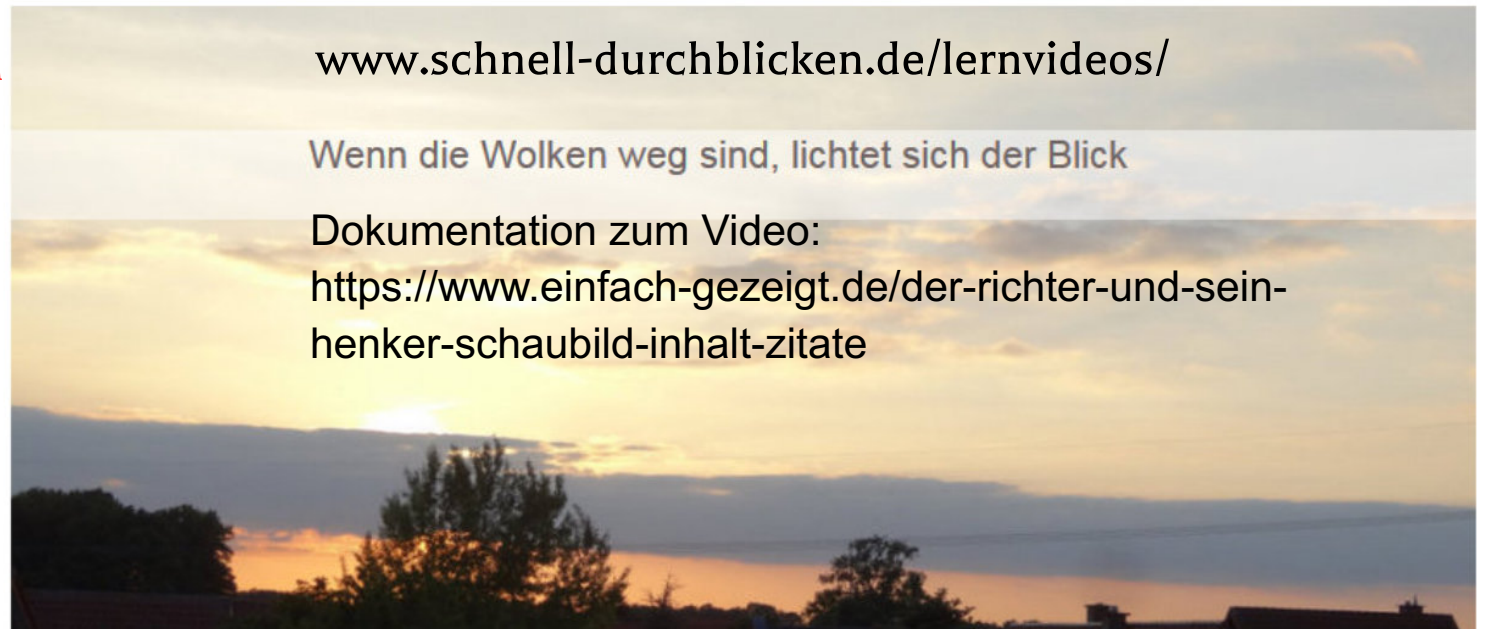 www.schnell-durchblicken.de/lernvideos/
Wenn die Wolken weg sind, lichtet sich der Blick
Dokumentation zum Video:
https://www.einfach-gezeigt.de/der-richter-und-sein-
henker-schaubild-inhalt-zitate